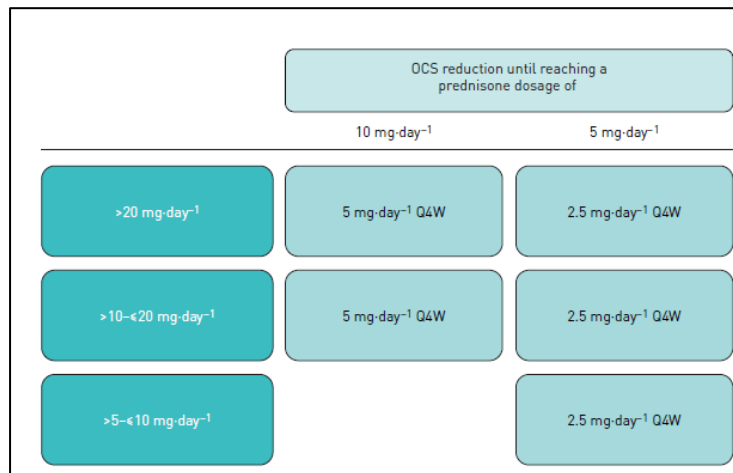 OCS reduction until reaching a
prednisone dosage of
10 mg·day⁻¹ 5 mg·day⁻¹
>20 mg·day⁻¹ 5 mg·day⁻¹ Q4W 2.5 mg·day⁻¹ Q4W
>10–⩽20 mg·day⁻¹ 5 mg·day⁻¹ Q4W 2.5 mg·day⁻¹ Q4W
>5–⩽10 mg·day⁻¹ 2.5 mg·day⁻¹ Q4W